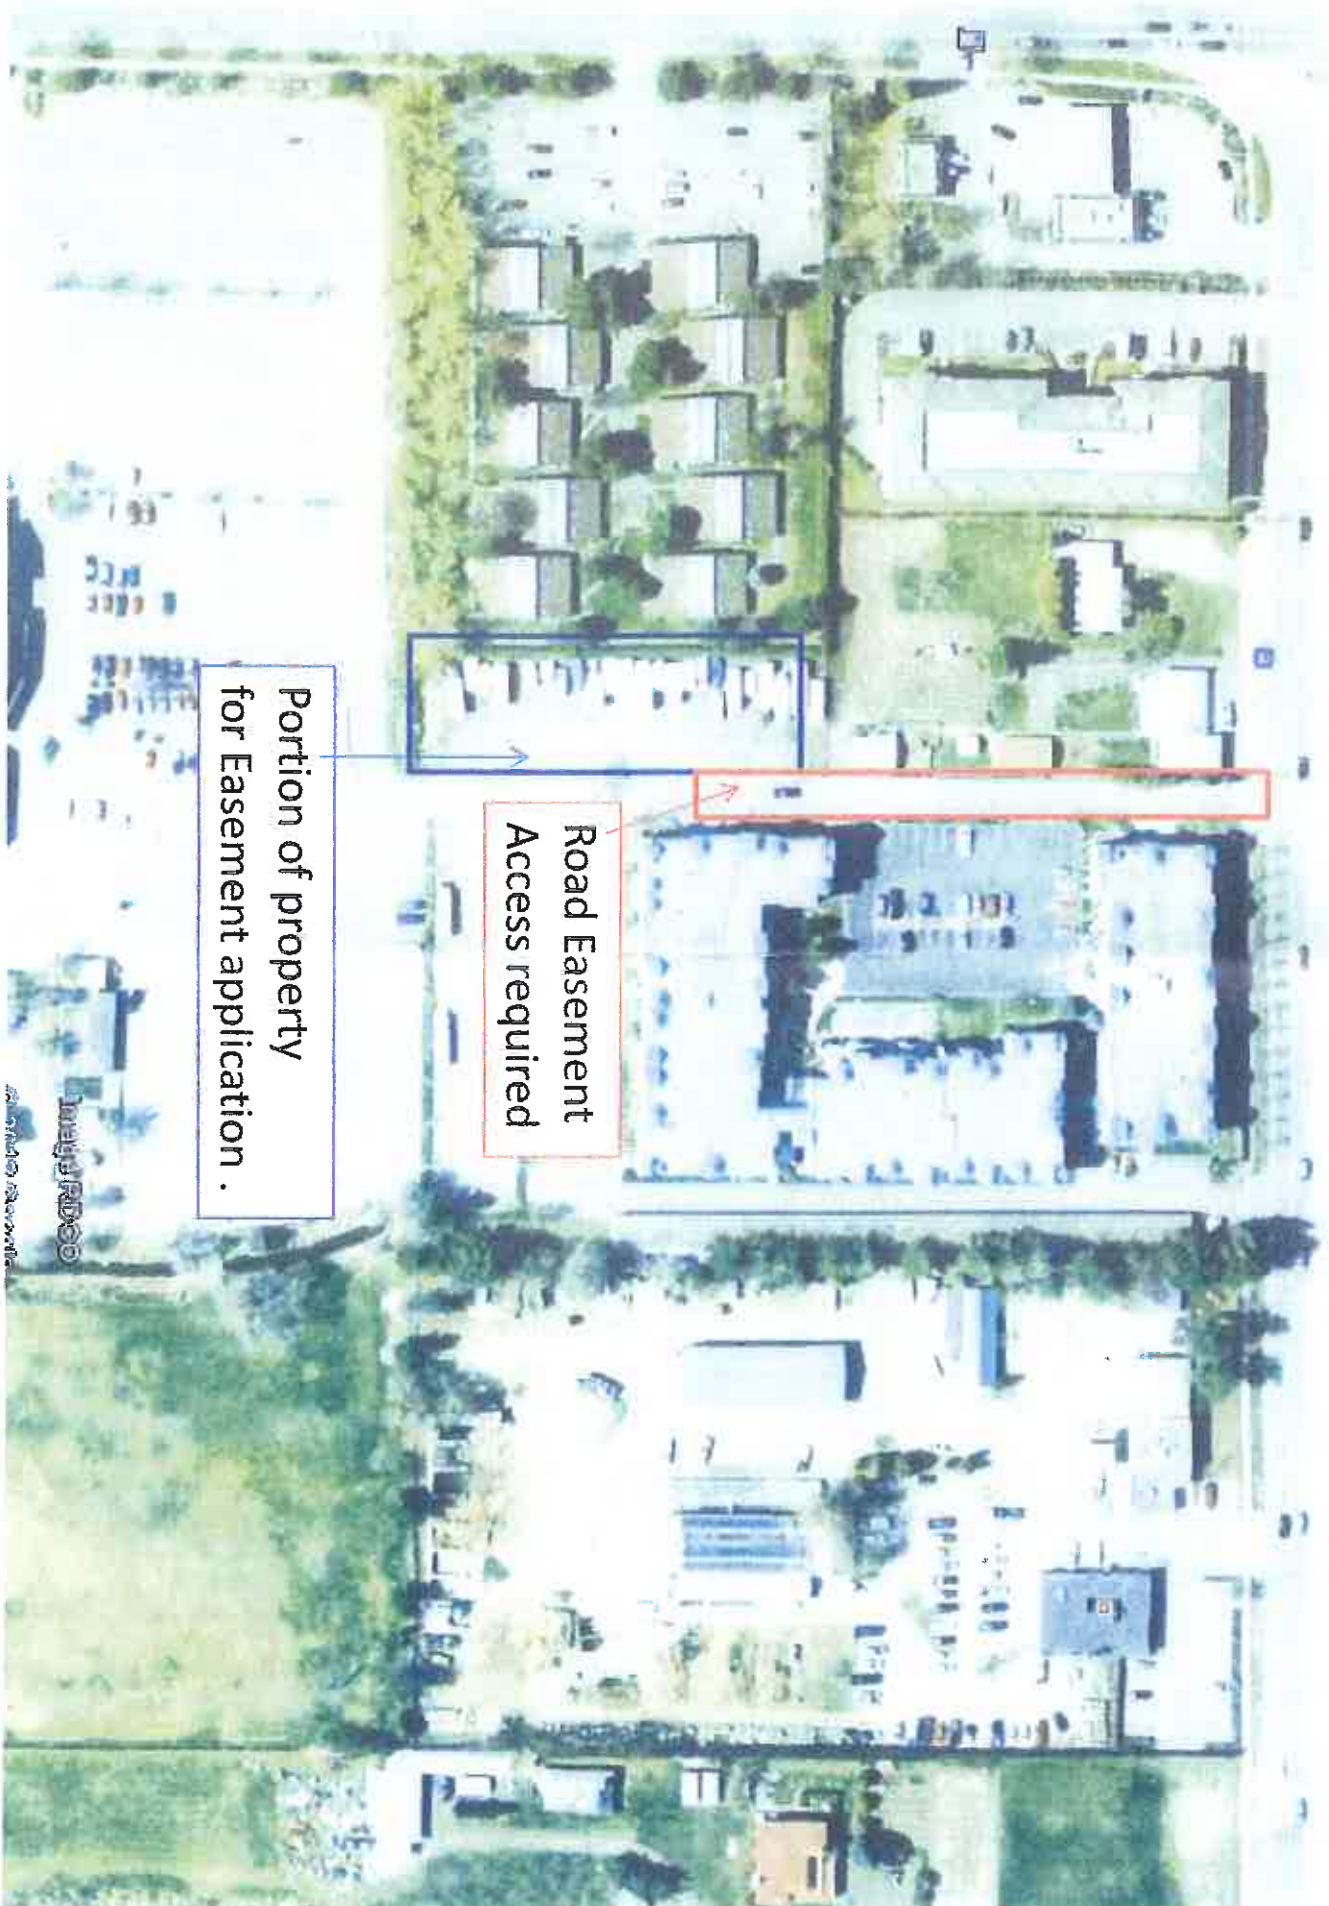 Road Easement
Access required
Portion of property
for Easement application .